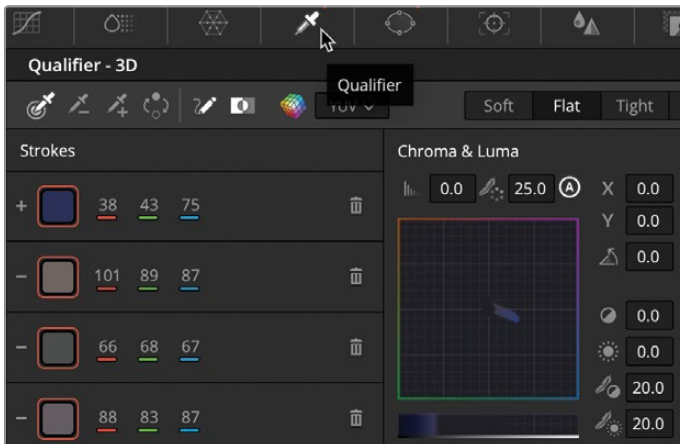 Qualifier - 3D
Qualifier
YUV
Soft Flat Tight
Strokes
Chroma & Luma
0.0 25.0 A X 0.0
Y 0.0
0.0
+ 38 43 75
- 101 89 87
0.0
- 66 68 67
0.0
20.0
- 88 83 87
20.0